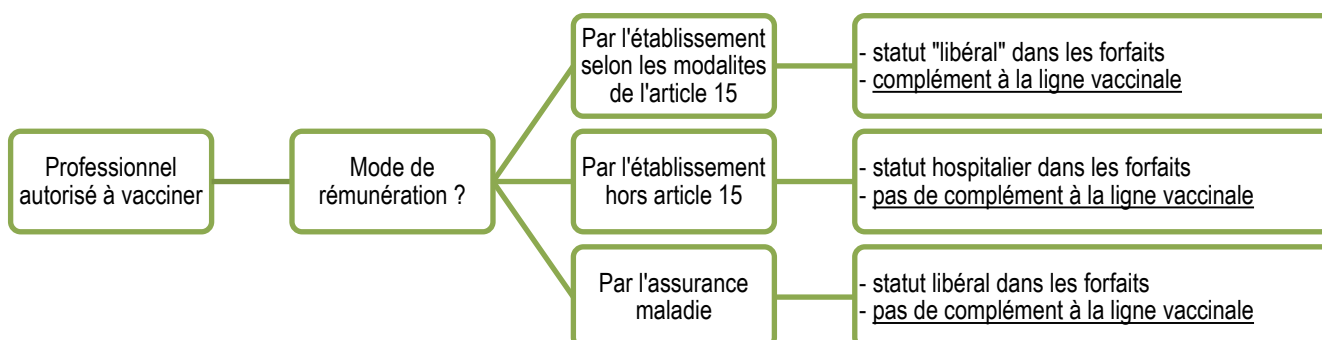 Professionnel
autorisé à vacciner
Mode de
rémunération ?
Par l'établissement
selon les modalites
de l'article 15
- statut "libéral" dans les forfaits
- complément à la ligne vaccinale
Par l'établissement
hors article 15
- statut hospitalier dans les forfaits
- pas de complément à la ligne vaccinale
Par l'assurance
maladie
- statut libéral dans les forfaits
- pas de complément à la ligne vaccinale